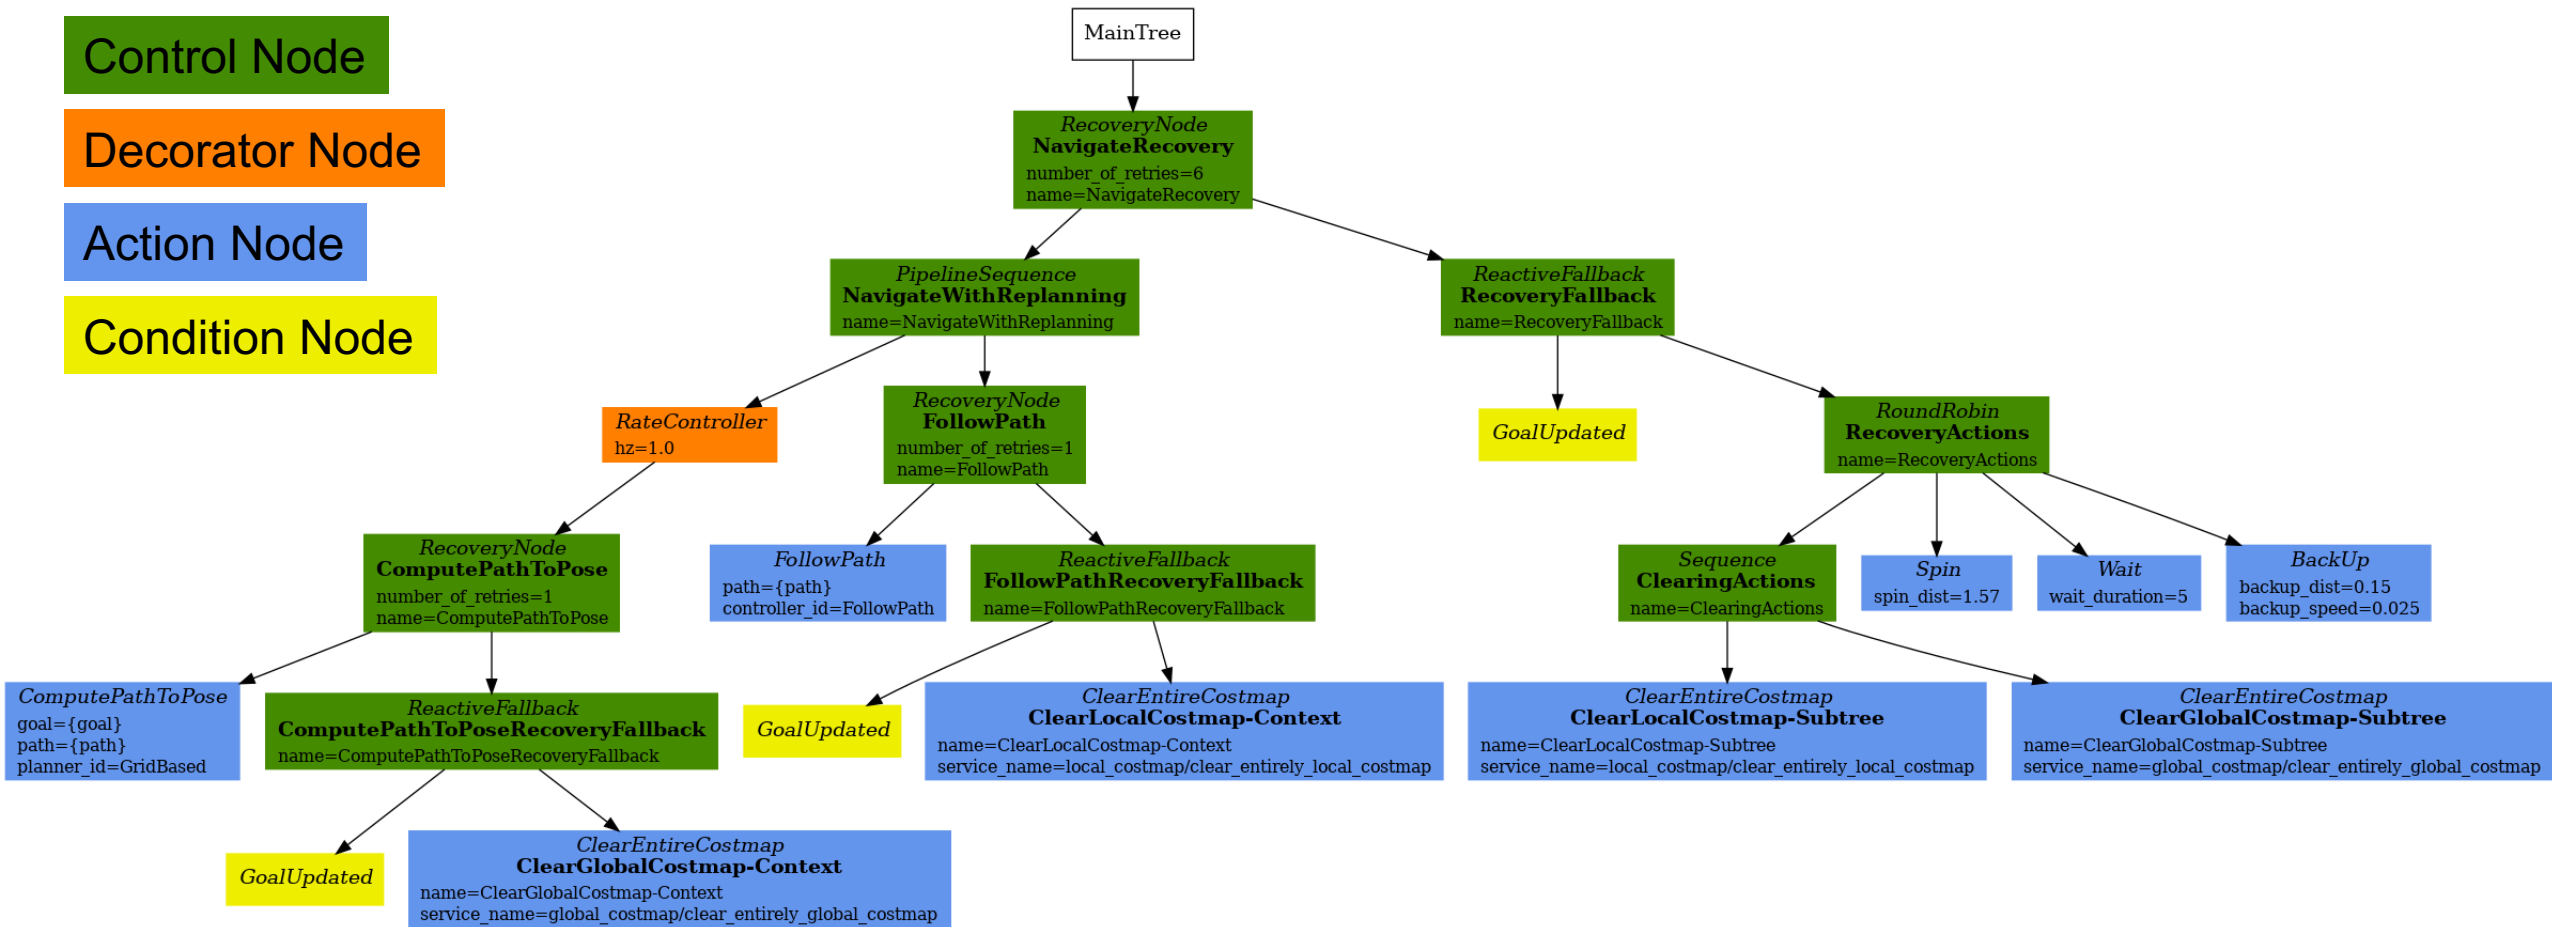 Control Node
Decorator Node
Action Node
Condition Node
MainTree
RecoveryNode
NavigateRecovery
number_of_retries=6
name=NavigateRecovery
PipelineSequence
NavigateWithReplanning
name=NavigateWithReplanning
ReactiveFallback
RecoveryFallback
name=RecoveryFallback
RateController
hz=1.0
RecoveryNode
FollowPath
number_of_retries=1
name=FollowPath
GoalUpdated
RoundRobin
RecoveryActions
name=RecoveryActions
RecoveryNode
ComputePathToPose
number_of_retries=1
name=ComputePathToPose
FollowPath
path={path}
controller_id=FollowPath
ReactiveFallback
FollowPathRecoveryFallback
name=FollowPathRecoveryFallback
Sequence
ClearingActions
name=ClearingActions
Spin
spin_dist=1.57
Wait
wait_duration=5
BackUp
backup_dist=0.15
backup_speed=0.025
ComputePathToPose
goal={goal}
path={path}
planner_id=GridBased
ReactiveFallback
ComputePathToPoseRecoveryFallback
name=ComputePathToPoseRecoveryFallback
GoalUpdated
ClearEntireCostmap
ClearLocalCostmap-Context
name=ClearLocalCostmap-Context
service_name=local_costmap/clear_entirely_local_costmap
ClearEntireCostmap
ClearLocalCostmap-Subtree
name=ClearLocalCostmap-Subtree
service_name=local_costmap/clear_entirely_local_costmap
ClearEntireCostmap
ClearGlobalCostmap-Subtree
name=ClearGlobalCostmap-Subtree
service_name=global_costmap/clear_entirely_global_costmap
GoalUpdated
ClearEntireCostmap
ClearGlobalCostmap-Context
name=ClearGlobalCostmap-Context
service_name=global_costmap/clear_entirely_global_costmap